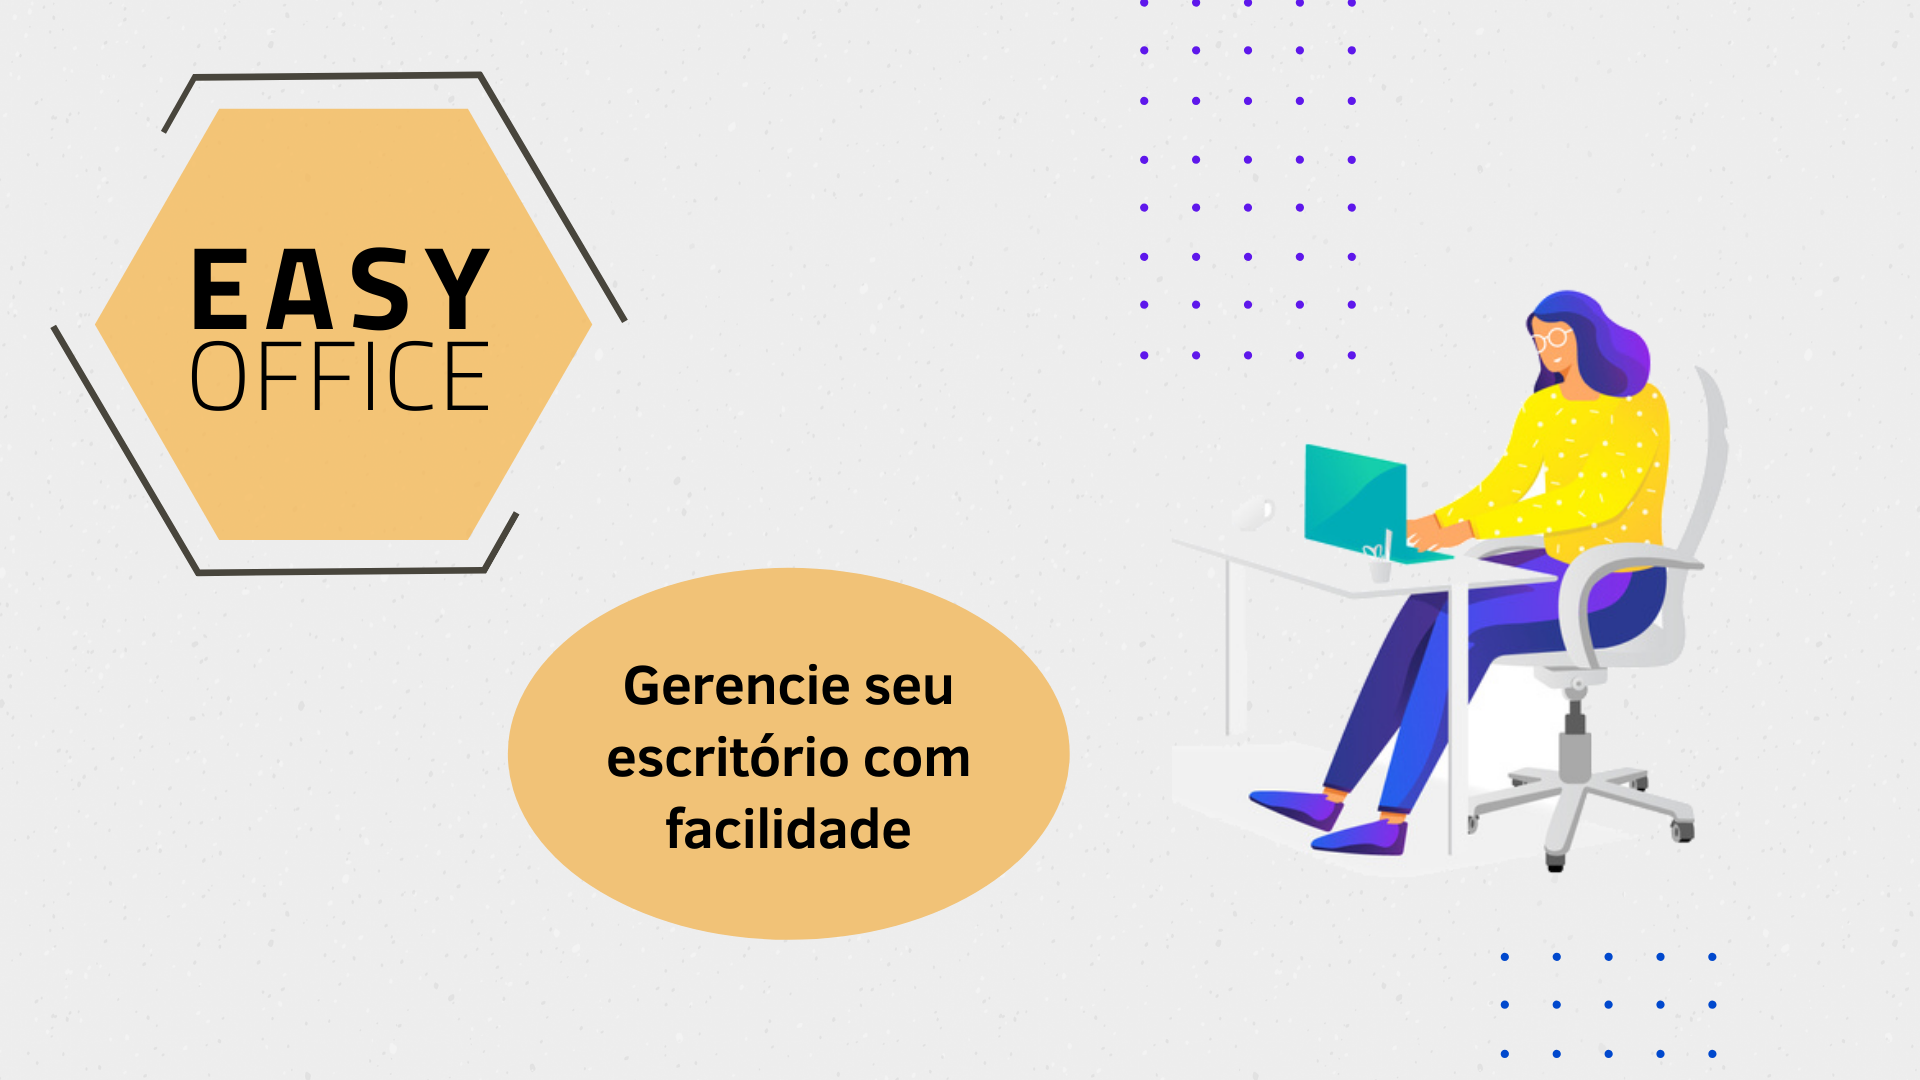 EASY
OFFICE
Gerencie seu
escritório com
facilidade